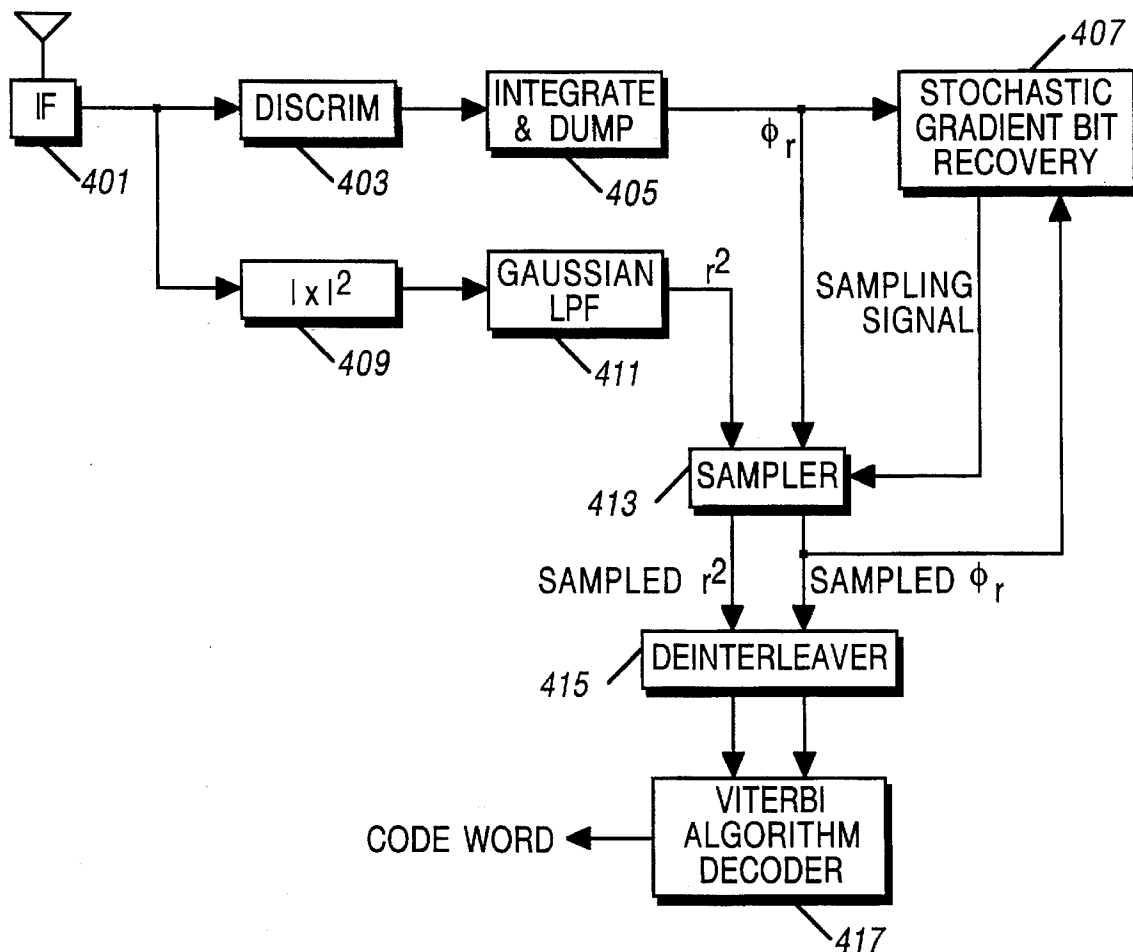 IF
401
DISCRIM
403
INTEGRATE
& DUMP
405
ϕr
407
STOCHASTIC
GRADIENT BIT
RECOVERY
|x|²
409
GAUSSIAN
LPF
411
r²
SAMPLING
SIGNAL
SAMPLER
413
SAMPLED r²
SAMPLED ϕr
DEINTERLEAVER
415
VITERBI
ALGORITHM
DECODER
417
CODE WORD